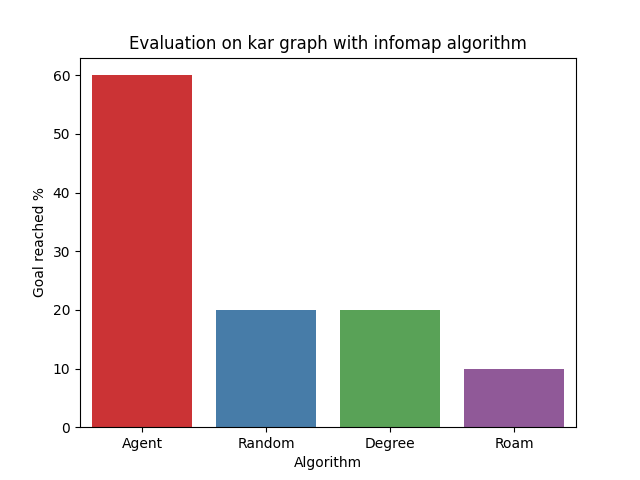 Evaluation on kar graph with infomap algorithm
Goal reached %
60
50
40
30
20
10
0
Agent Random Degree Roam
Algorithm